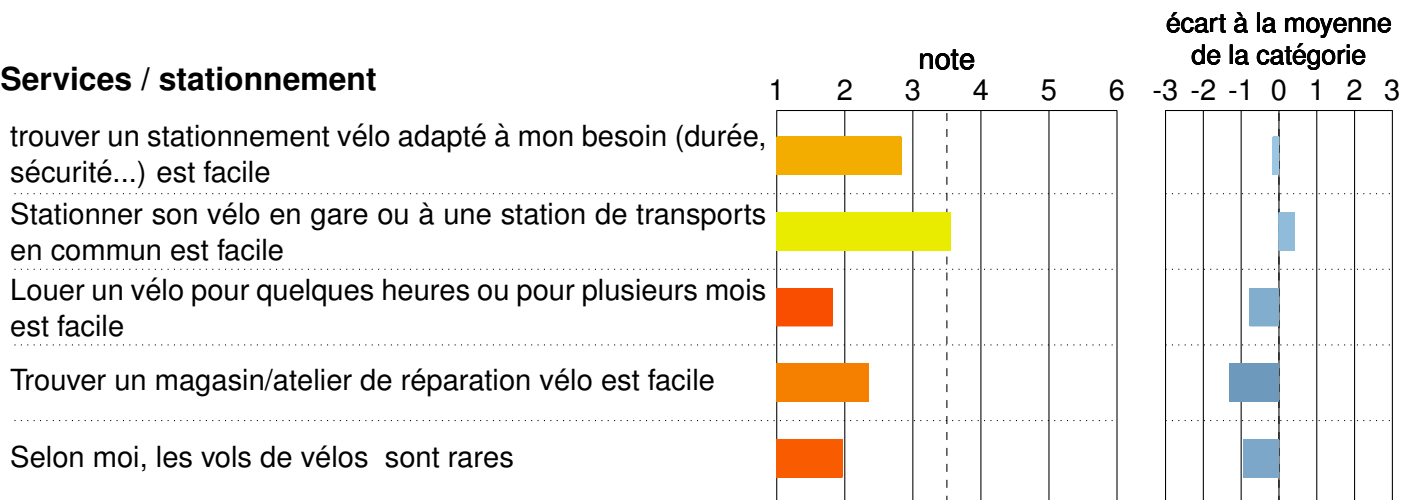 écart à la moyenne
note de la catégorie
Services / stationnement
1 2 3 4 5 6 -3 -2 -1 0 1 2 3
trouver un stationnement vélo adapté à mon besoin (durée,
sécurité...) est facile
Stationner son vélo en gare ou à une station de transports
en commun est facile
Louer un vélo pour quelques heures ou pour plusieurs mois
est facile
Trouver un magasin/atelier de réparation vélo est facile
Selon moi, les vols de vélos sont rares